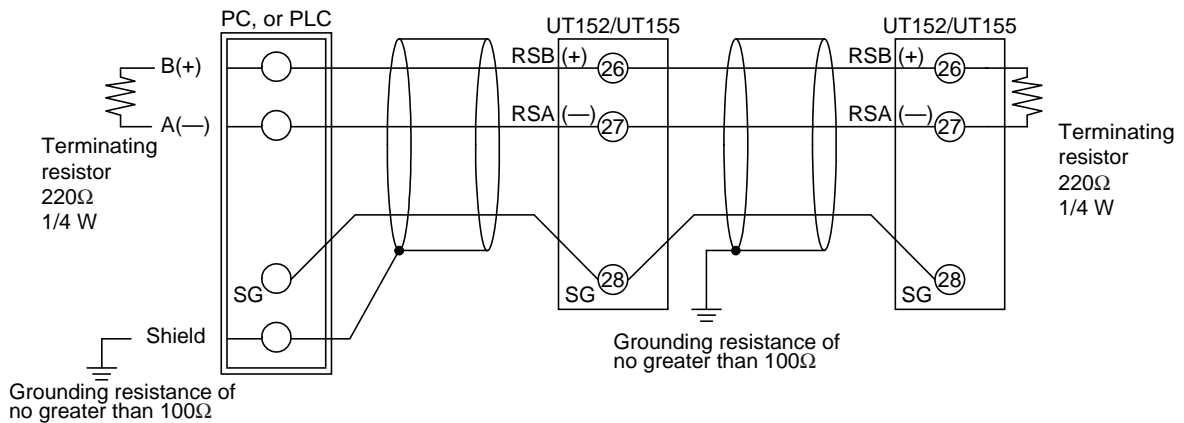 PC, or PLC
UT152/UT155
UT152/UT155
B(+)
RSB (+)
26
RSB (+)
26
A(—)
RSA (—)
27
RSA (—)
27
Terminating
resistor
220Ω
1/4 W
Terminating
resistor
220Ω
1/4 W
SG
SG
28
SG
28
Shield
Grounding resistance of
no greater than 100Ω
Grounding resistance of
no greater than 100Ω